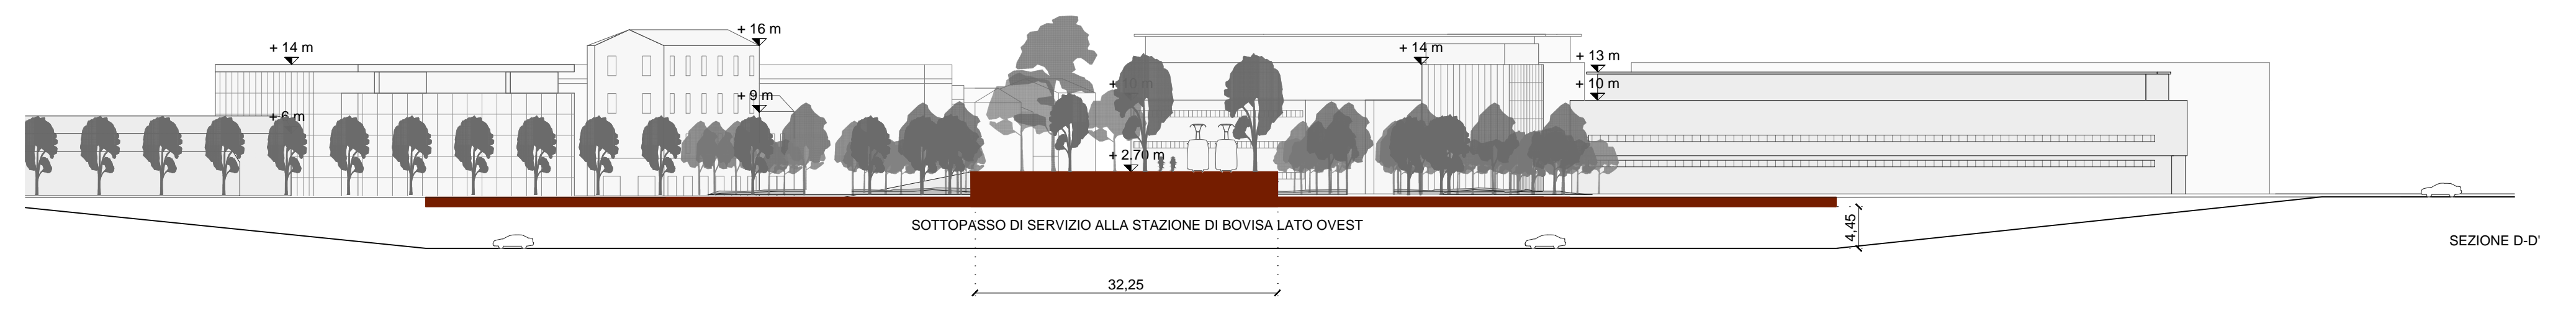 + 16 m
+ 14 m
+ 14 m
+ 13 m
+ 10 m
+ 10 m
+ 9 m
+ 6 m
+ 2.70 m
SOTTOPASSO DI SERVIZIO ALLA STAZIONE DI BOVISA LATO OVEST
4,45
SEZIONE D-D'
32,25